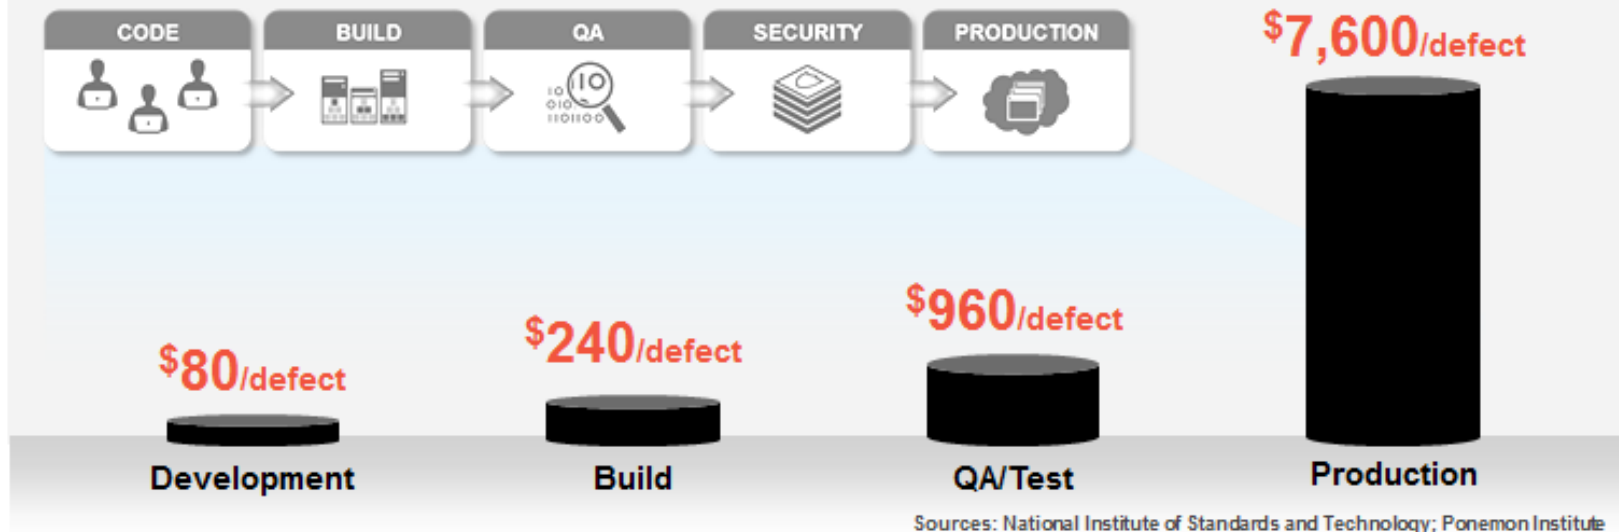 CODE
BUILD
QA
SECURITY
PRODUCTION
$7,600/defect
$960/defect
$240/defect
$80/defect
Development
Build
QA/Test
Production
Sources: National Institute of Standards and Technology; Ponemon Institute